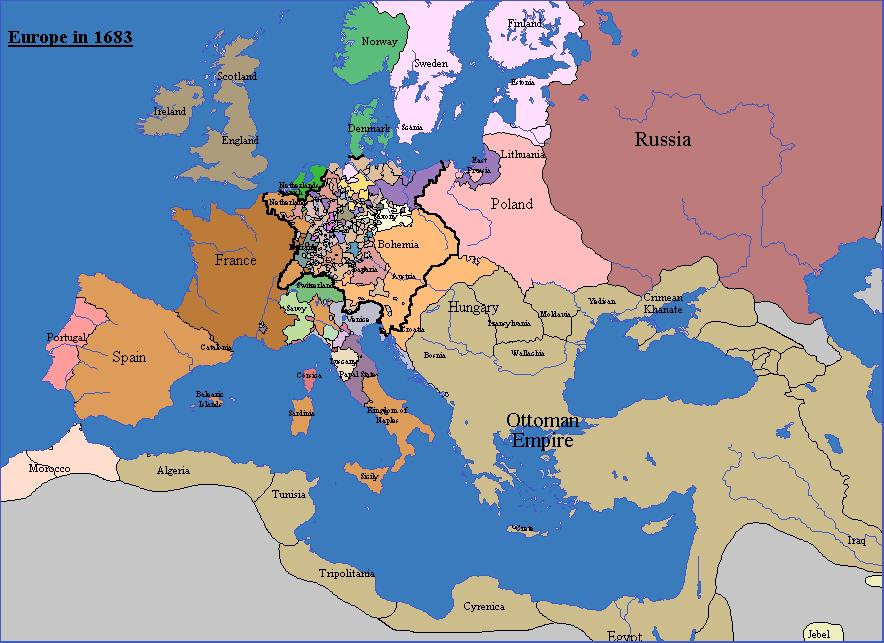 Europe in 1683
Finland
Norway
Sweden
Scotland
Estonia
Ireland
Denmark
Scania
Russia
England
Lithuania
East
Prussia
Poland
Saxony
Bohemia
France
Bavaria
Austria
Switzerland
Savoy
Venice
Hungary
Yedisan
Crimean
Khanate
Transylvania
Moldavia
Croatia
Portugal
Spain
Catalonia
Bosnia
Wallachia
Tuscany
Papal States
Corsica
Balearic
Islands
Sardinia
Kingdom of
Naples
Ottoman
Empire
Morocco
Algeria
Sicily
Tunisia
Crete
Iraq
Tripolitania
Cyrenica
Egypt
Jebel